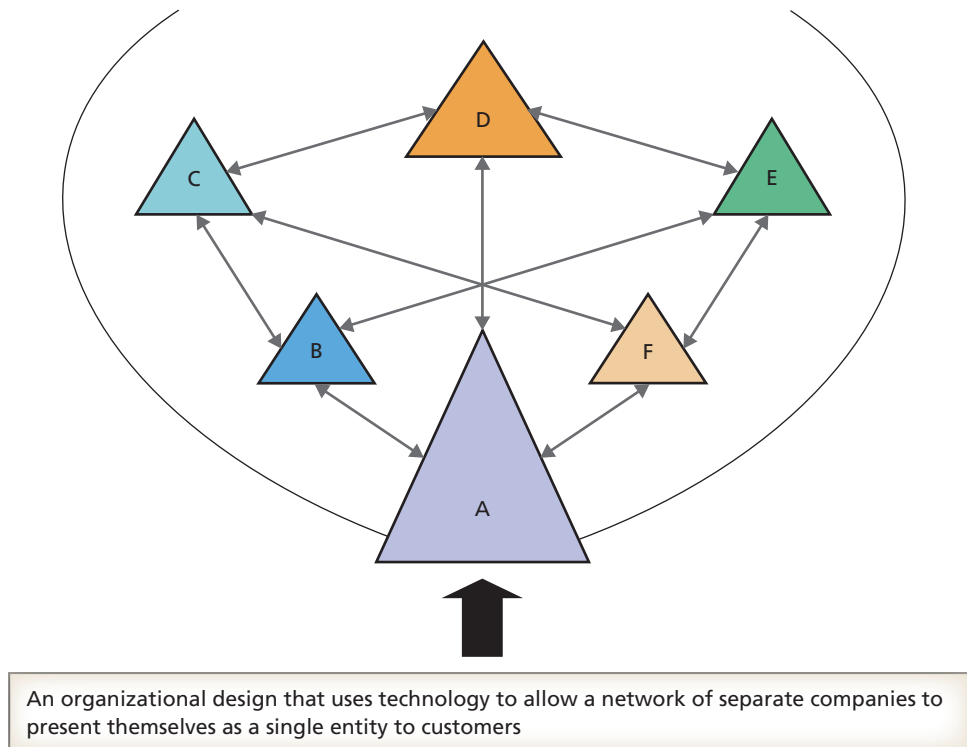 D
C
E
B
F
A
An organizational design that uses technology to allow a network of separate companies to
present themselves as a single entity to customers